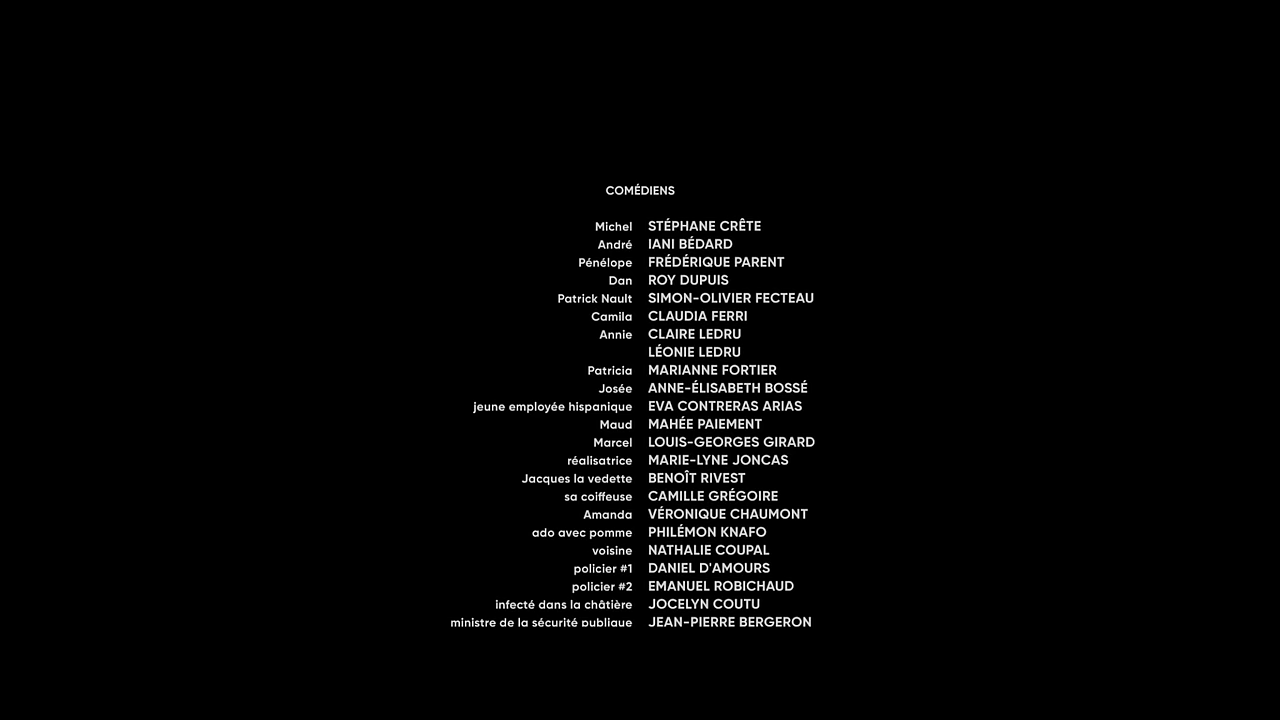 COMÉDIENS
Michel STÉPHANE CRÊTE
André IANI BÉDARD
Pénélope FRÉDÉRIQUE PARENT
Dan ROY DUPUIS
Patrick Nault SIMON-OLIVIER FECTEAU
Camila CLAUDIA FERRI
Annie CLAIRE LEDRU
LÉONIE LEDRU
Patricia MARIANNE FORTIER
Josée ANNE-ÉLISABETH BOSSÉ
jeune employée hispanique EVA CONTRERAS ARIAS
Maud MAHÉE PAIEMENT
Marcel LOUIS-GEORGES GIRARD
réalisatrice MARIE-LYNE JONCAS
Jacques la vedette BENOÎT RIVEST
sa coiffeuse CAMILLE GRÉGOIRE
Amanda VÉRONIQUE CHAUMONT
ado avec pomme PHILÉMON KNAFO
voisine NATHALIE COUPAL
policier #1 DANIEL D'AMOURS
policier #2 EMANUEL ROBICHAUD
infecté dans la châtière JOCELYN COUTU
ministre de la sécurité publique JEAN-PIERRE BERGERON